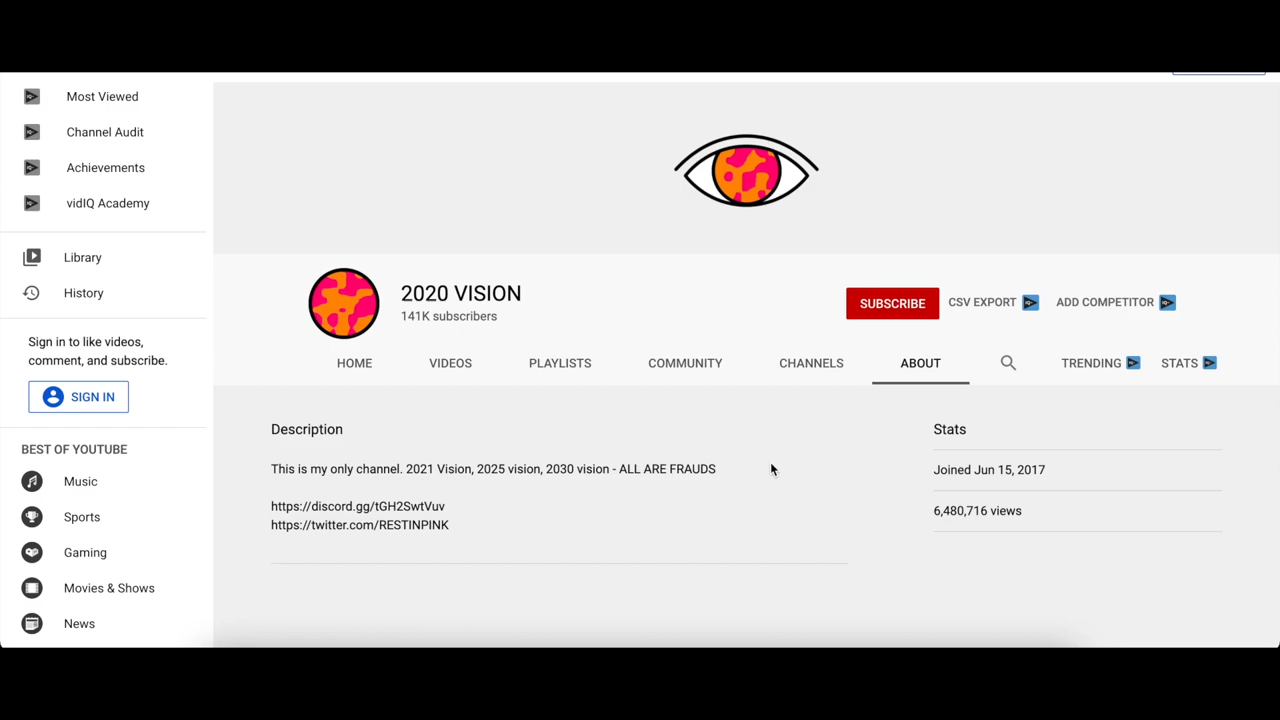 Most Viewed
Channel Audit
Achievements
vidIQ Academy
Library
History
Sign in to like videos,
comment, and subscribe.
SIGN IN
BEST OF YOUTUBE
Music
Sports
Gaming
Movies & Shows
News
2020 VISION
141K subscribers
SUBSCRIBE
CSV EXPORT
ADD COMPETITOR
HOME
VIDEOS
PLAYLISTS
COMMUNITY
CHANNELS
ABOUT
TRENDING
STATS
Description
This is my only channel. 2021 Vision, 2025 vision, 2030 vision - ALL ARE FRAUDS
https://discord.gg/tGH2SwtVuv
https://twitter.com/RESTINPINK
Stats
Joined Jun 15, 2017
6,480,716 views